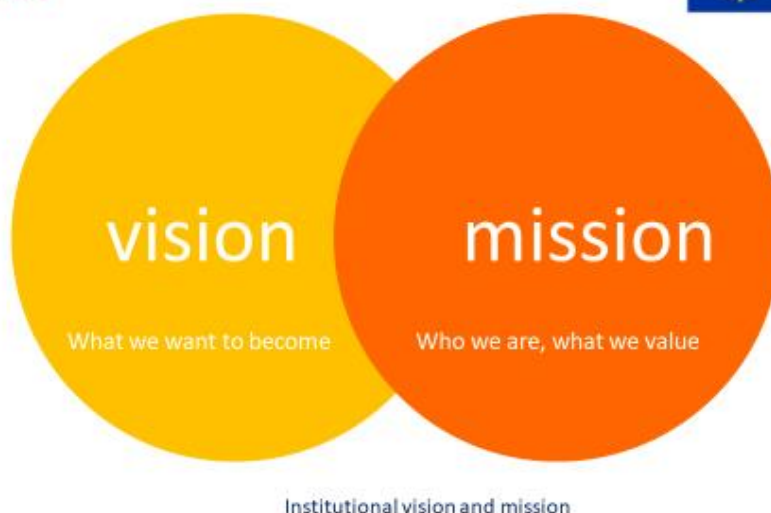 vision
mission
What we want to become
Who we are, what we value
Institutional vision and mission